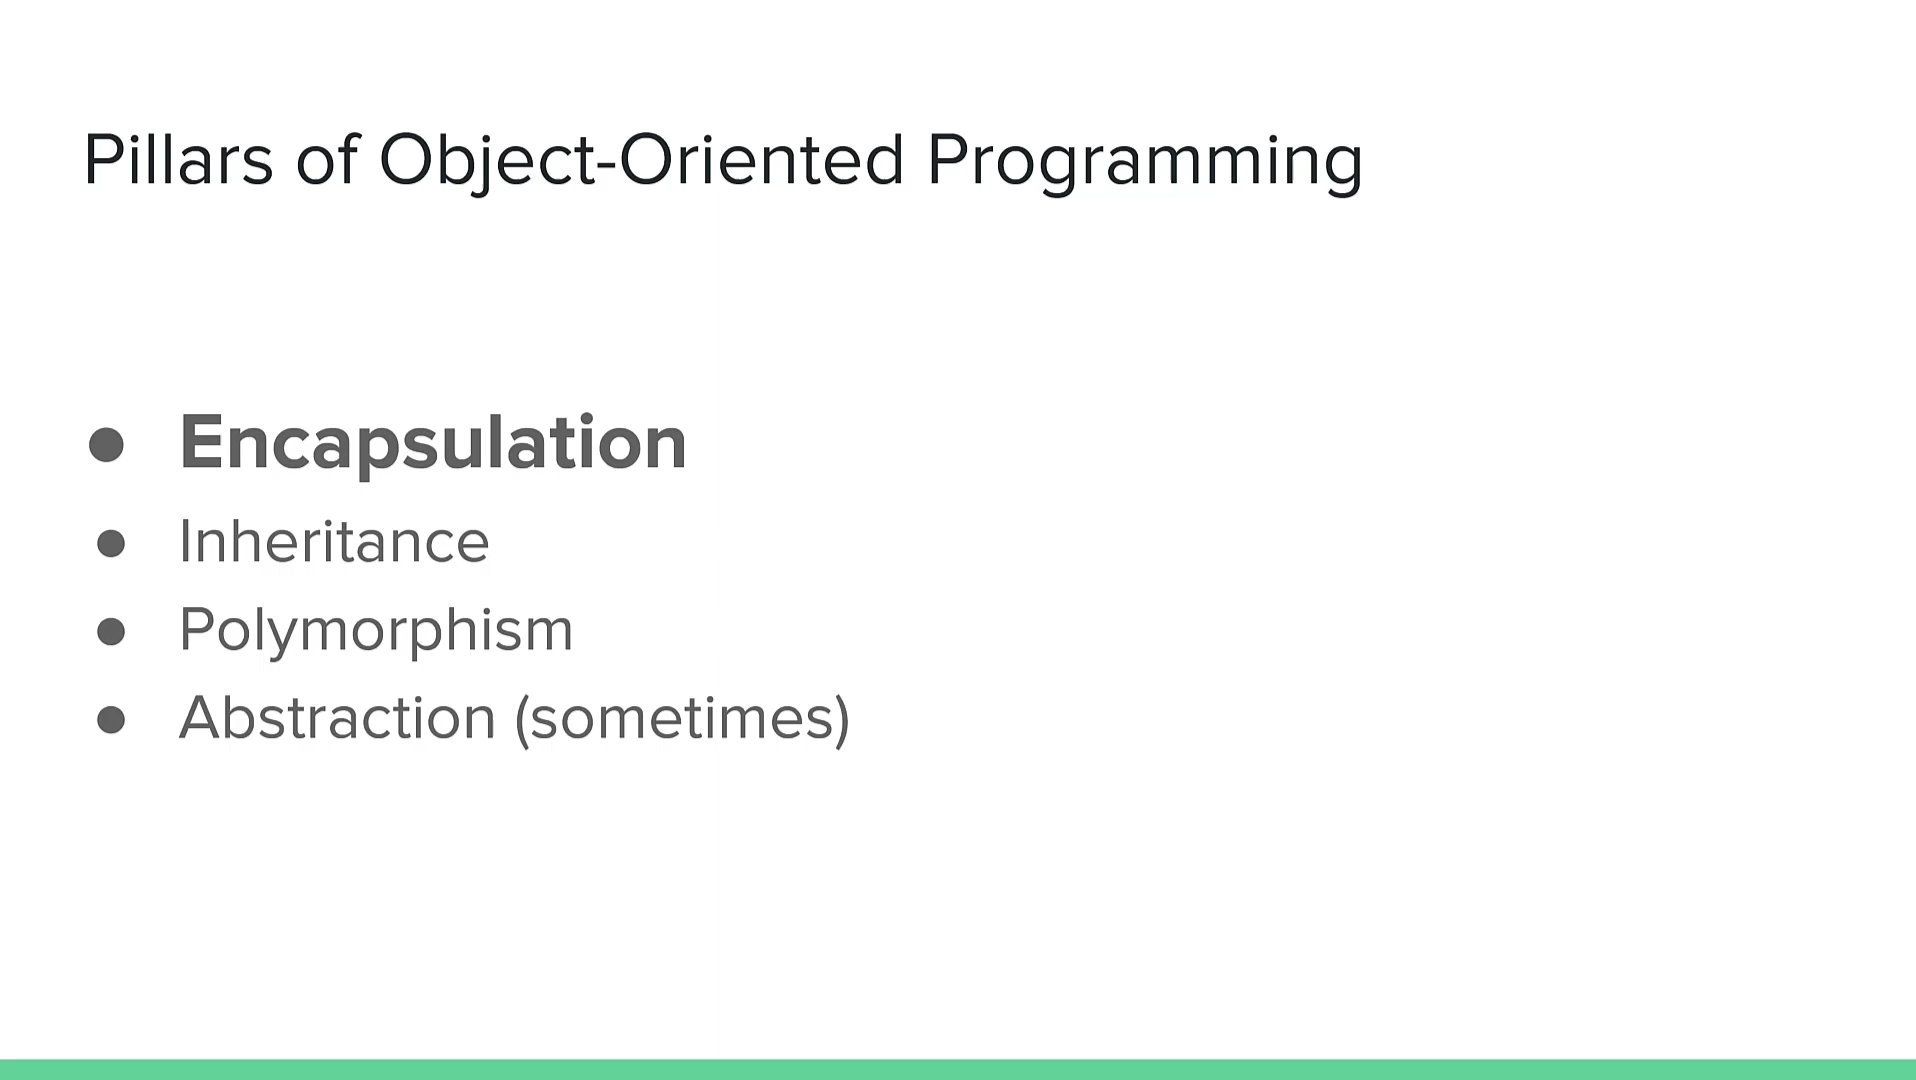 Pillars of Object-Oriented Programming
● Encapsulation
● Inheritance
● Polymorphism
● Abstraction (sometimes)